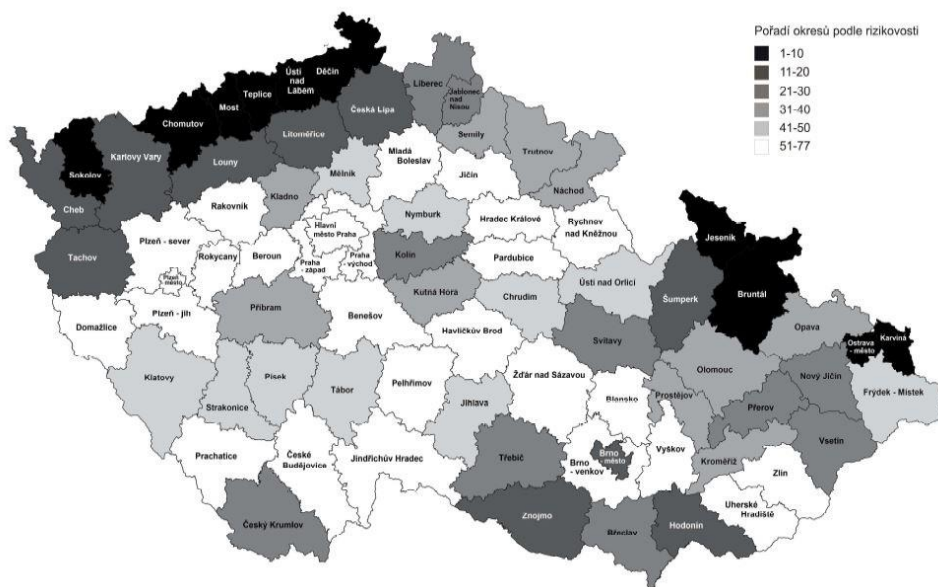 Pořadí okresů podle rizikovosti
1-10
11-20
21-30
31-40
41-50
51-77
Děčín
Ústí
nad
Labem
Teplice
Most
Chomutov
Česká Lípa
Liberec
Jablonec
nad
Nisou
Semily
Trutnov
Náchod
Litoměřice
Louny
Karlovy Vary
Sokolov
Cheb
Tachov
Mladá
Boleslav
Jičín
Mělník
Kladno
Rakovník
Nymburk
Hradec Králové
Rychnov
nad Kněžnou
Hlavní
město Praha
Praha
- západ
Praha
- východ
Beroun
Rokycany
Plzeň - sever
Plzeň
město
Plzeň - jih
Kolín
Pardubice
Kutná Hora
Chrudim
Ústí nad Orlicí
Šumperk
Jeseník
Bruntál
Opava
Ostrava
- město
Karviná
Příbram
Benešov
Domažlice
Havlíčkův Brod
Svitavy
Olomouc
Nový Jičín
Frýdek - Místek
Klatovy
Písek
Strakonice
Tábor
Pelhřimov
Žďár nad Sázavou
Jihlava
Blansko
Prostějov
Přerov
Vsetín
Kroměříž
Prachatice
České
Budějovice
Jindřichův Hradec
Třebíč
Brno
- venkov
Brno
- město
Vyškov
Zlín
Uherské
Hradiště
Český Krumlov
Znojmo
Břeclav
Hodonín